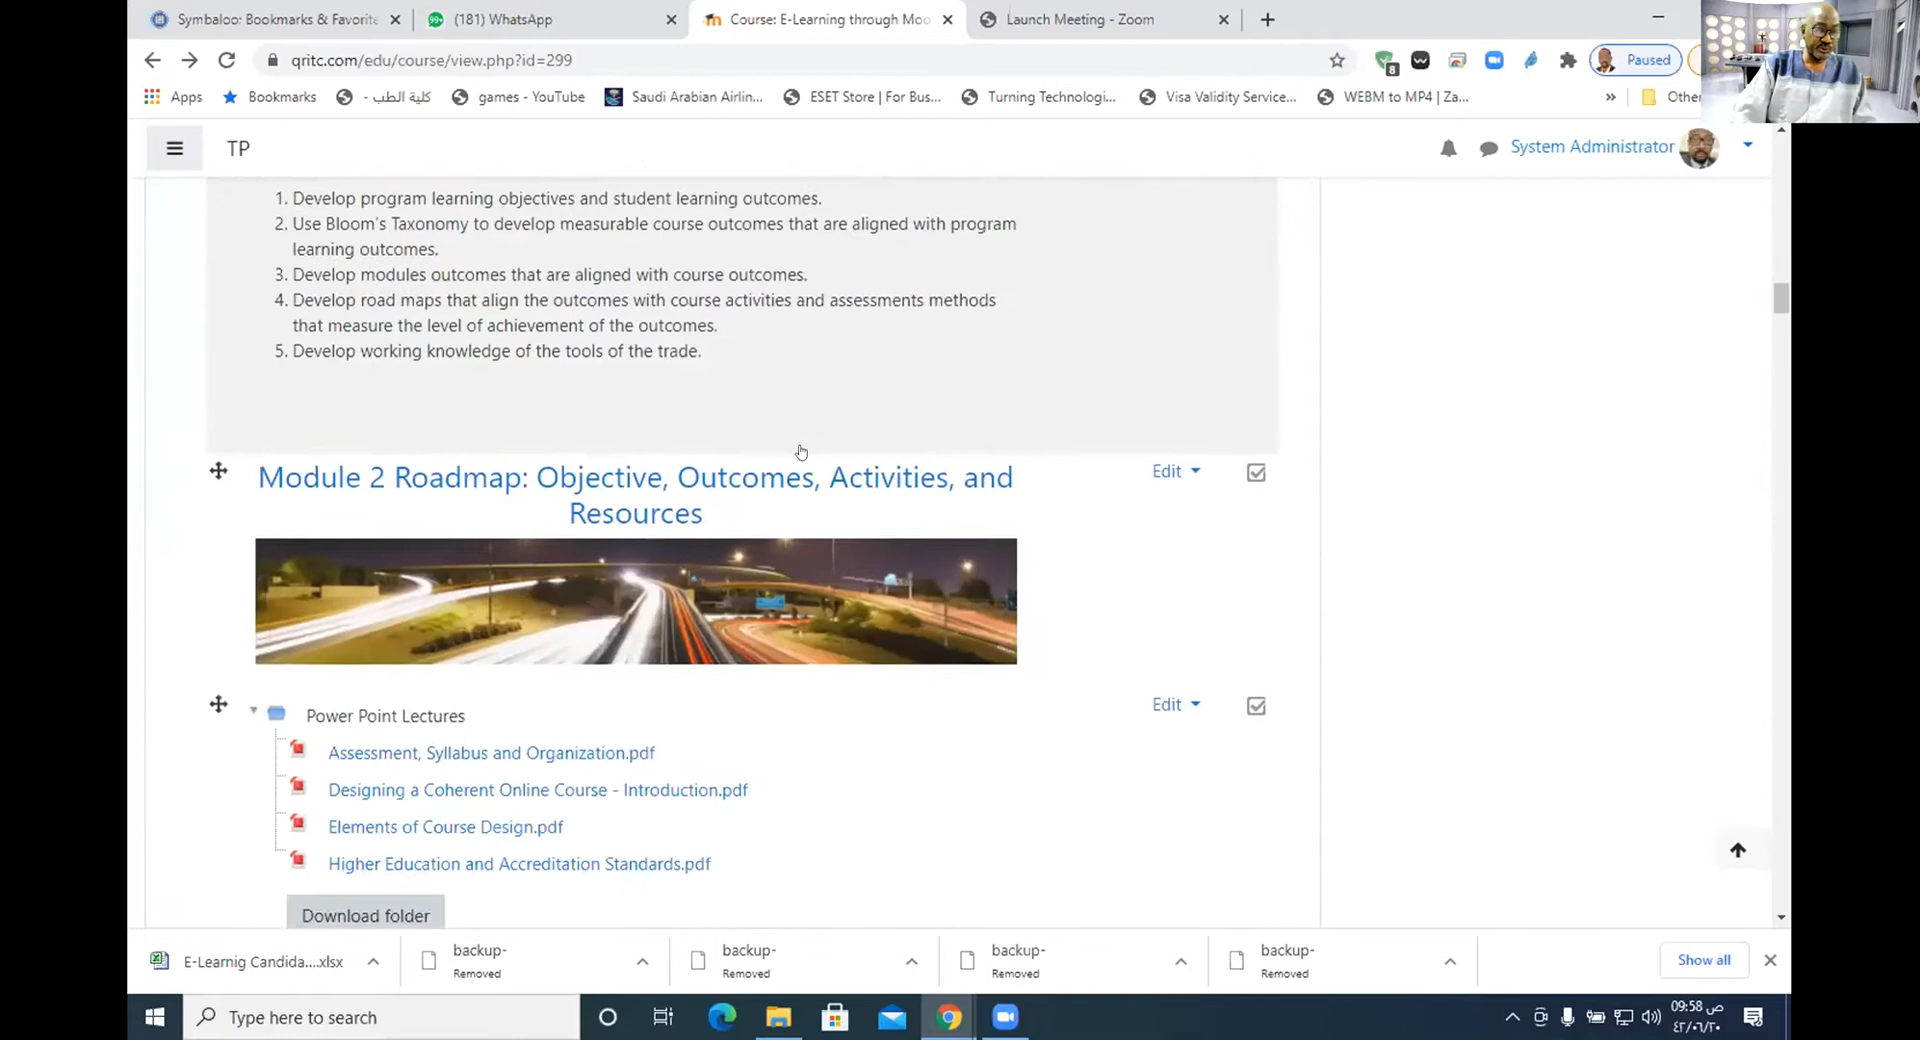 Symbaloo: Bookmarks & Favorite
99+ (181) WhatsApp
Course: E-Learning through Moo
Launch Meeting - Zoom
qritc.com/edu/course/view.php?id=299
8
Paused
Apps
Bookmarks
كلية الطب -
games - YouTube
Saudi Arabian Airlin...
ESET Store | For Bus...
Turning Technologi...
Visa Validity Service...
WEBM to MP4 | Za...
»
Other
TP
System Administrator
1. Develop program learning objectives and student learning outcomes.
2. Use Bloom's Taxonomy to develop measurable course outcomes that are aligned with program
learning outcomes.
3. Develop modules outcomes that are aligned with course outcomes.
4. Develop road maps that align the outcomes with course activities and assessments methods
that measure the level of achievement of the outcomes.
5. Develop working knowledge of the tools of the trade.
Module 2 Roadmap: Objective, Outcomes, Activities, and
Resources
Edit
Power Point Lectures
Edit
Assessment, Syllabus and Organization.pdf
Designing a Coherent Online Course - Introduction.pdf
Elements of Course Design.pdf
Higher Education and Accreditation Standards.pdf
Download folder
E-Learnig Candida....xlsx
backup-
Removed
backup-
Removed
backup-
Removed
backup-
Removed
Show all
Type here to search
09:58 ص
٤٢/٠٦/٢٠